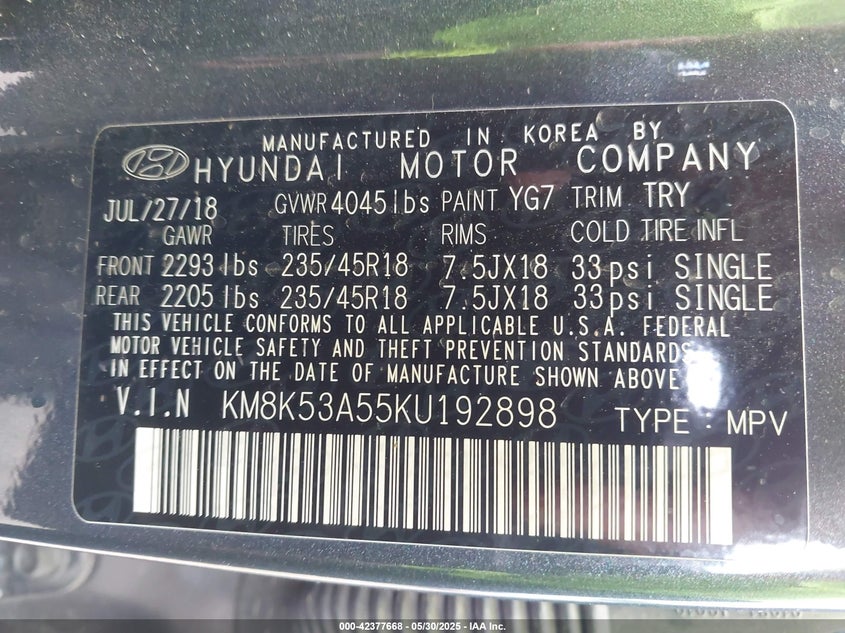 MANUFACTURED IN KOREA BY
HYUNDAI MOTOR COMPANY
JUL/27/18 GVWR 4045 lbs PAINT YG7 TRIM TRY
GAWR TIRES RIMS COLD TIRE INFL
FRONT 2293 lbs 235/45R18 7.5JX18 33psi SINGLE
REAR 2205 lbs 235/45R18 7.5JX18 33psi SINGLE
THIS VEHICLE CONFORMS TO ALL APPLICABLE U.S.A. FEDERAL
MOTOR VEHICLE SAFETY AND THEFT PREVENTION STANDARDS
IN EFFECT ON THE DATE OF MANUFACTURE SHOWN ABOVE
V.I.N KM8K53A55KU192898 TYPE : MPV
000-42377668 - 05/30/2025 - IAA Inc.